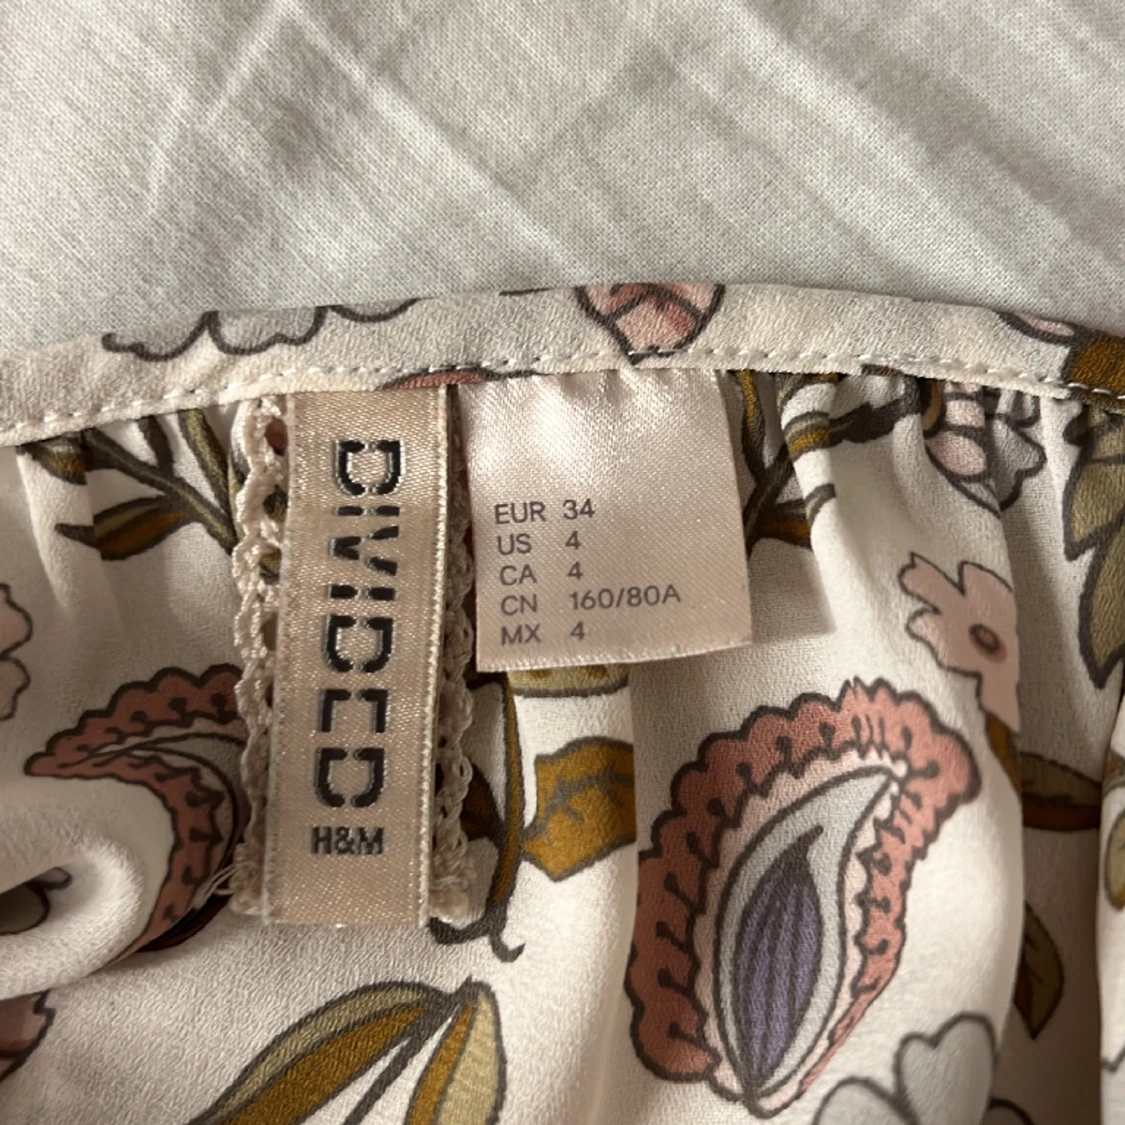 DIVIDED
H&M
EUR 34
US 4
CA 4
CN 160/80A
MX 4